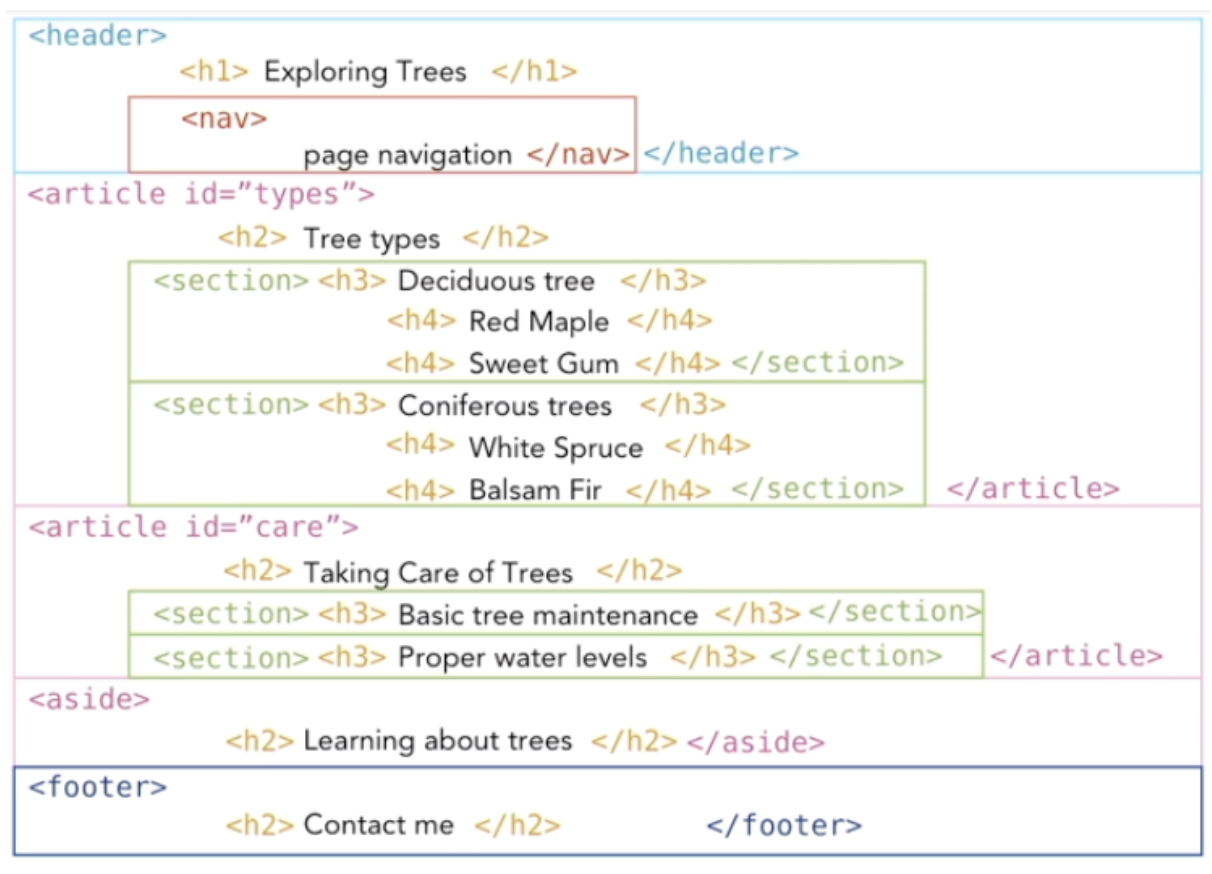 <header>
<h1> Exploring Trees </h1>
<nav>
page navigation </nav> </header>
<article id=”types”>
<h2> Tree types </h2>
<section> <h3> Deciduous tree </h3>
<h4> Red Maple </h4>
<h4> Sweet Gum </h4> </section>
<section> <h3> Coniferous trees </h3>
<h4> White Spruce </h4>
<h4> Balsam Fir </h4> </section> </article>
<article id=”care”>
<h2> Taking Care of Trees </h2>
<section> <h3> Basic tree maintenance </h3> </section>
<section> <h3> Proper water levels </h3> </section> </article>
<aside>
<h2> Learning about trees </h2> </aside>
<footer>
<h2> Contact me </h2> </footer>